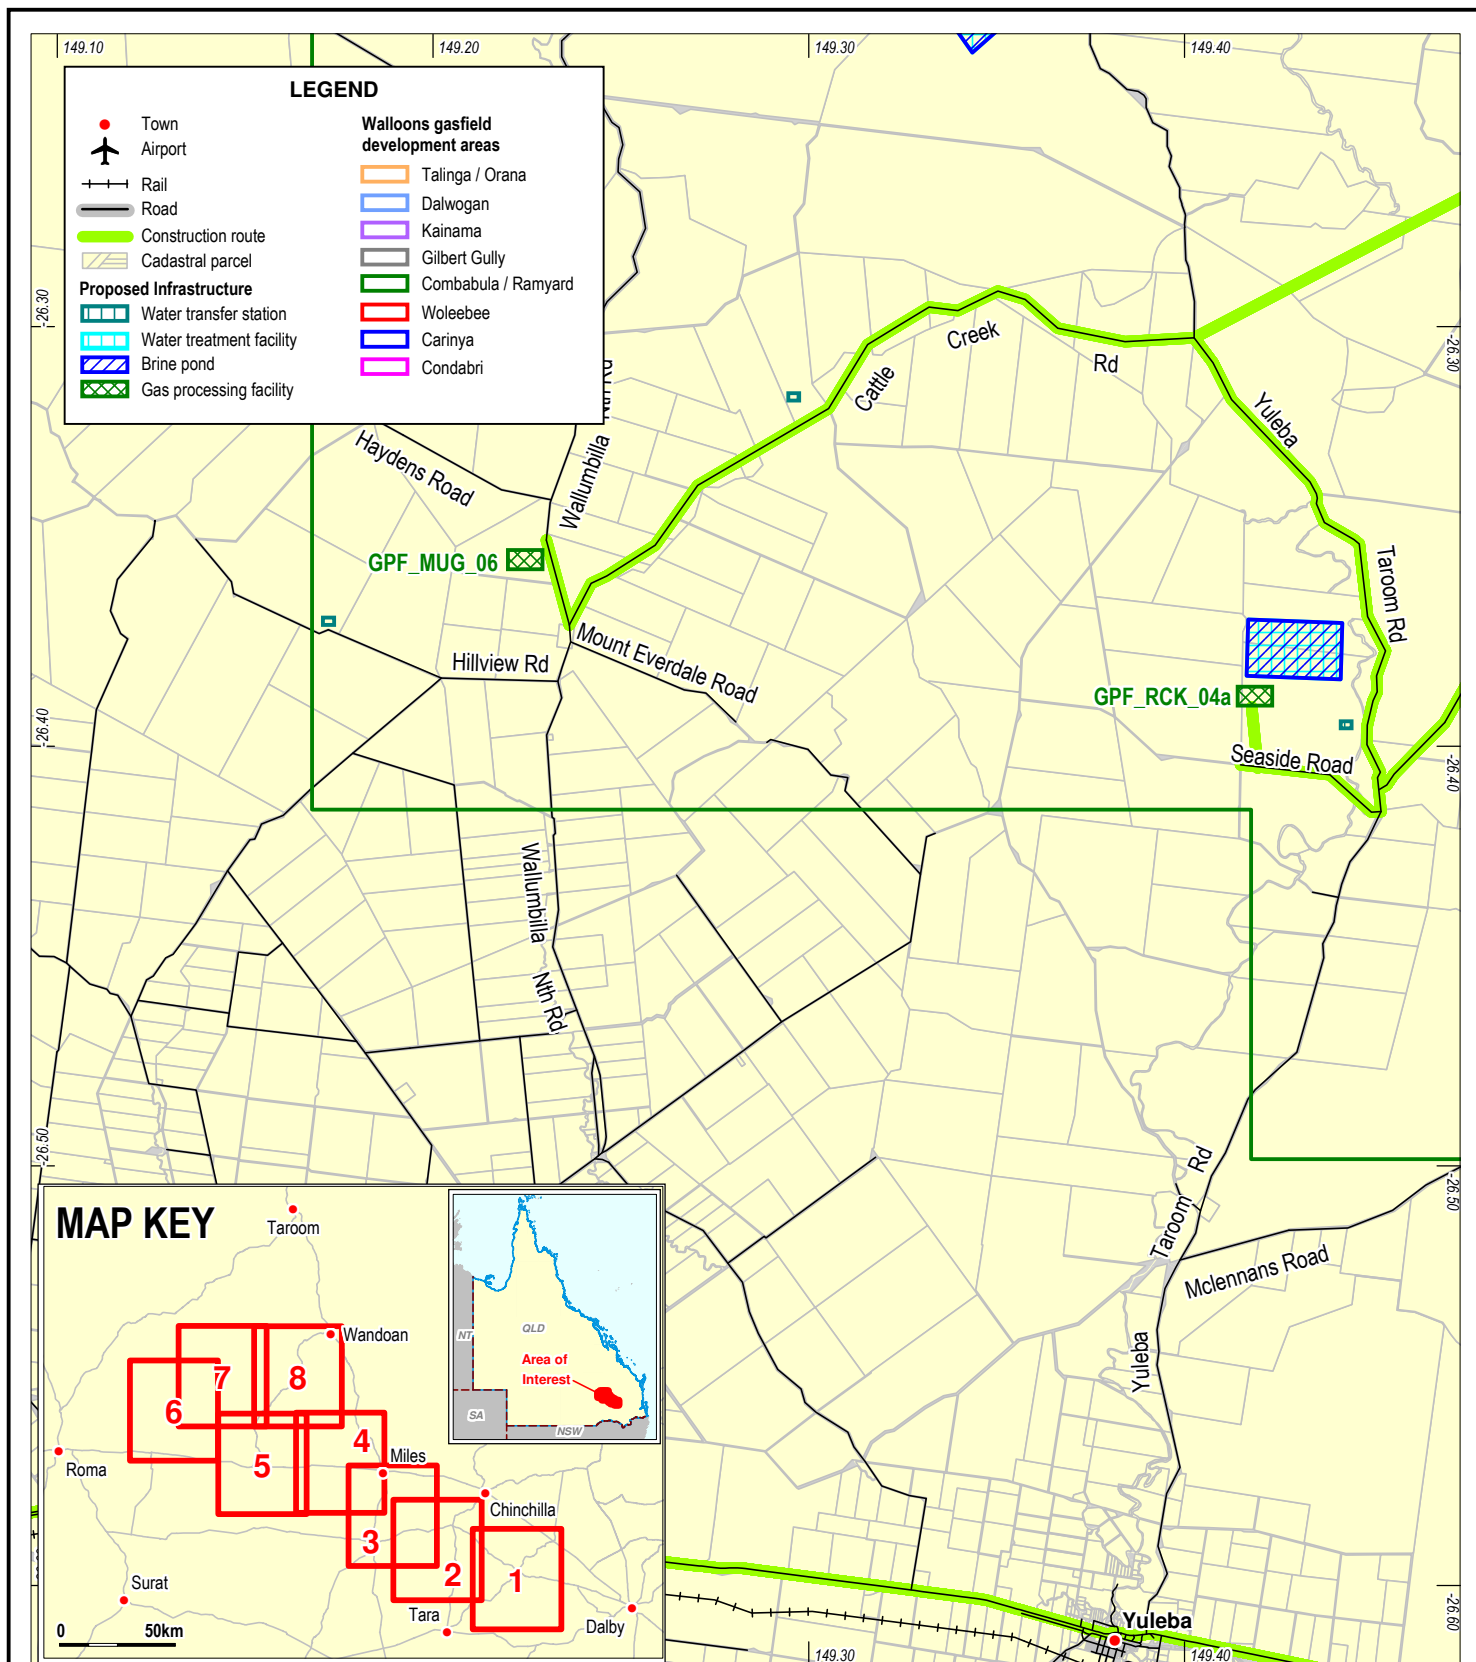 149.10
149.20
149.30
149.40
LEGEND
Town
Airport
Rail
Road
Construction route
Cadastral parcel
Proposed Infrastructure
Water transfer station
Water treatment facility
Brine pond
Gas processing facility
Walloons gasfield
development areas
Talinga / Orana
Dalwogan
Kainama
Gilbert Gully
Combabula / Ramyard
Woleebee
Carinya
Condabri
-26.30
-26.30
Creek
Rd
Cattle
Yuleba
Taroom Rd
Haydens Road
Wallumbilla
Nth Rd
GPF_MUG_06
Mount Everdale Road
Hillview Rd
GPF_RCK_04a
Seaside Road
-26.40
-26.40
Wallumbilla
Nth Rd
-26.50
-26.50
Rd
Taroom
Mclennans Road
Yuleba
MAP KEY
Taroom
Wandoan
7
8
6
4
5
Roma
Miles
Chinchilla
3
2
1
Surat
Tara
Dalby
0 50km
NT
QLD
Area of
Interest
SA
NSW
Yuleba
-26.60
149.30
149.40